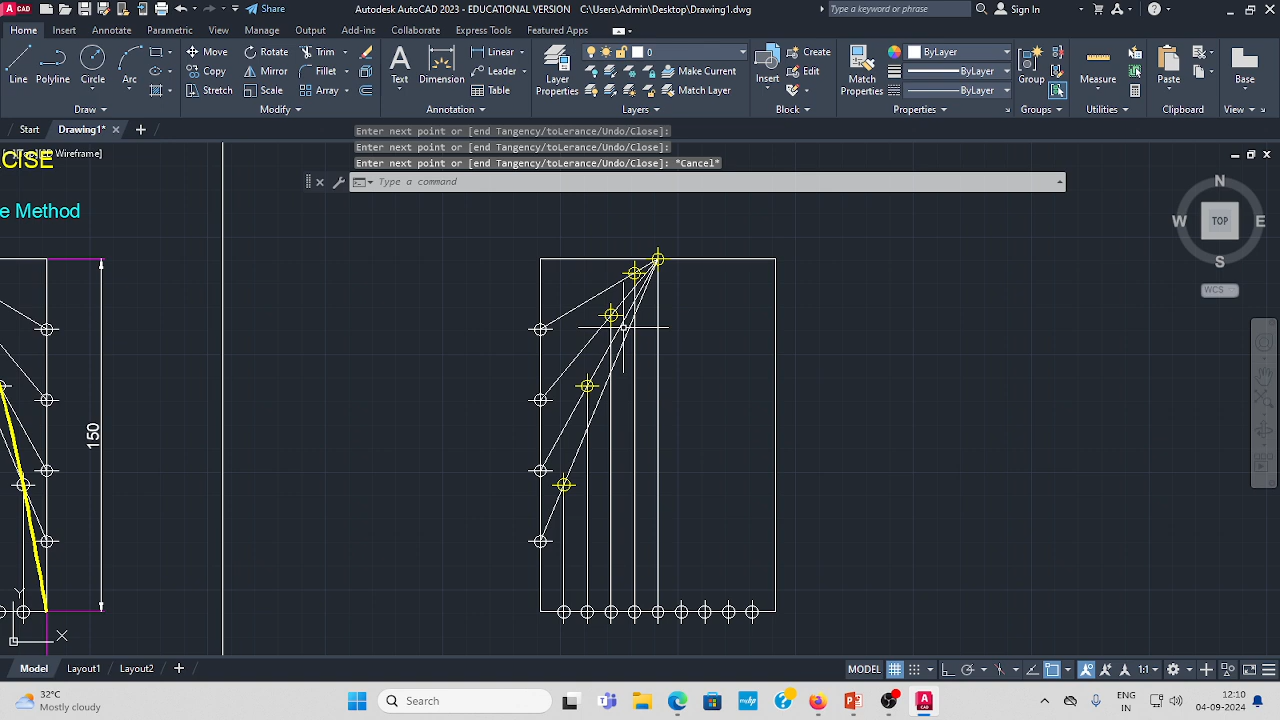 Share
Autodesk AutoCAD 2023 - EDUCATIONAL VERSION C:\Users\Admin\Desktop\Drawing1.dwg
Type a keyword or phrase
Sign In
Home Insert Annotate Parametric View Manage Output Add-ins Collaborate Express Tools Featured Apps
Line Polyline Circle Arc
Move Rotate Trim
Copy Mirror Fillet
Stretch Scale Array
Text Dimension
Linear
Leader
Table
Layer Properties
0
Make Current
Match Layer
Insert
Create
Edit
Match Properties
ByLayer
ByLayer
ByLayer
Group
Measure
Paste
Base
Draw Modify Annotation Layers Block Properties Groups Utilities Clipboard View
Start Drawing1*
Wireframe]
CISE
e Method
150
Y
X
Enter next point or [end Tangency/toLerance/Undo/Close]:
Enter next point or [end Tangency/toLerance/Undo/Close]:
Enter next point or [end Tangency/toLerance/Undo/Close]: *Cancel*
Type a command
N
W TOP E
S
WCS
Model Layout1 Layout2
MODEL
1:1
32°C
Mostly cloudy
Search
ENG
IN
12:10
04-09-2024